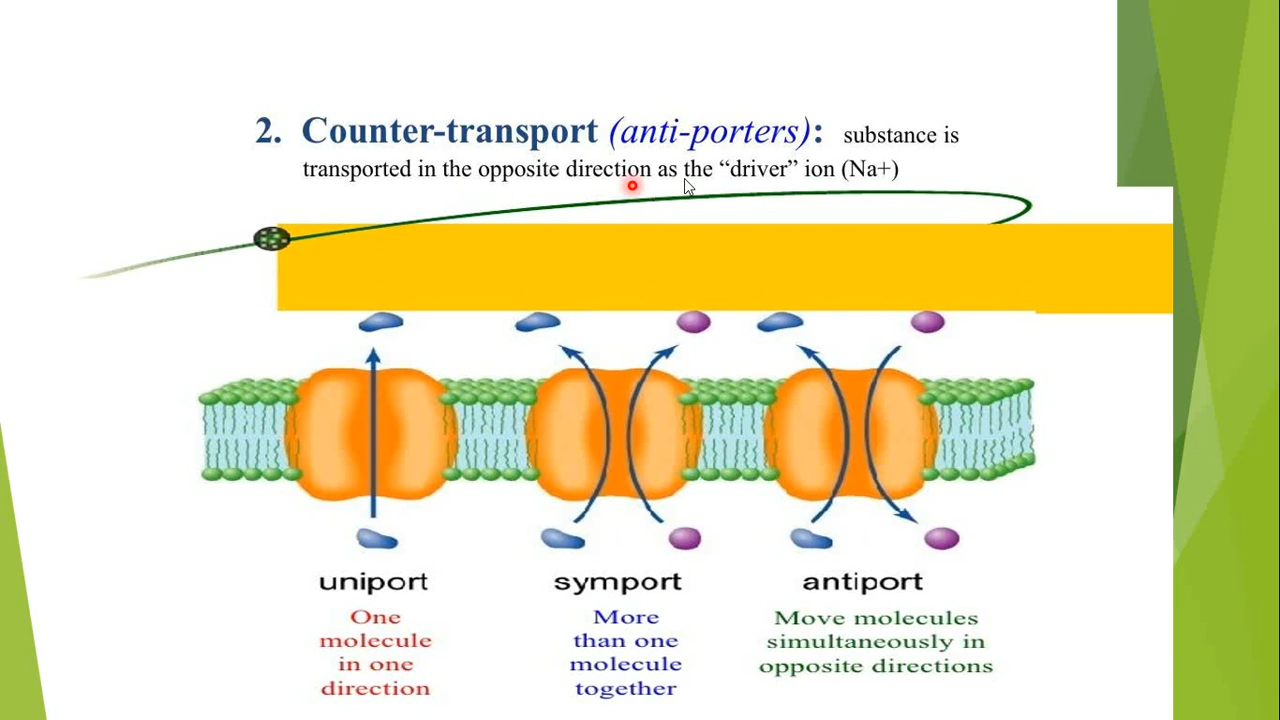 2. Counter-transport (anti-porters): substance is
transported in the opposite direction as the “driver” ion (Na+)
uniport
symport
antiport
One
molecule
in one
direction
More
than one
molecule
together
Move molecules
simultaneously in
opposite directions